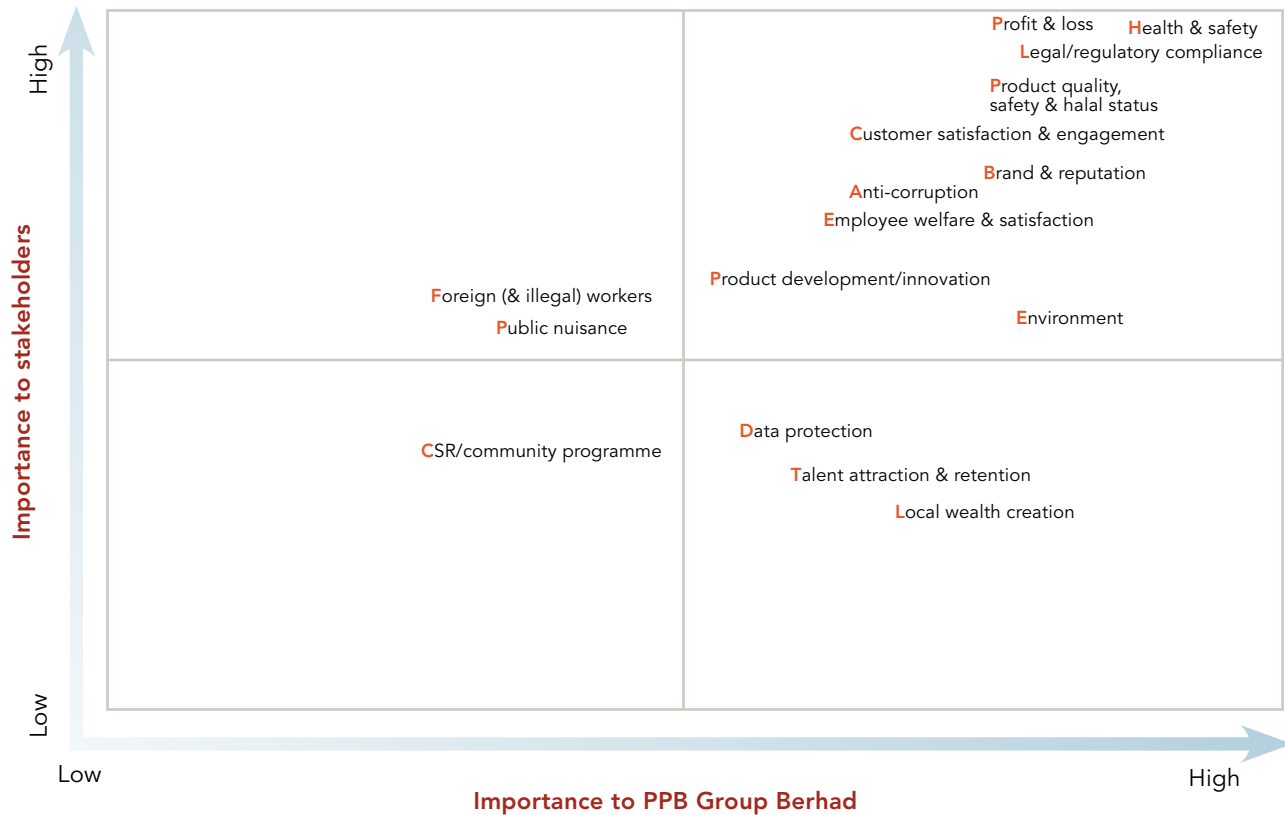 High
Importance to stakeholders
Low
Profit & loss
Health & safety
Legal/regulatory compliance
Product quality,
safety & halal status
Customer satisfaction & engagement
Brand & reputation
Anti-corruption
Employee welfare & satisfaction
Product development/innovation
Foreign (& illegal) workers
Environment
Public nuisance
Data protection
CSR/community programme
Talent attraction & retention
Local wealth creation
Low
High
Importance to PPB Group Berhad